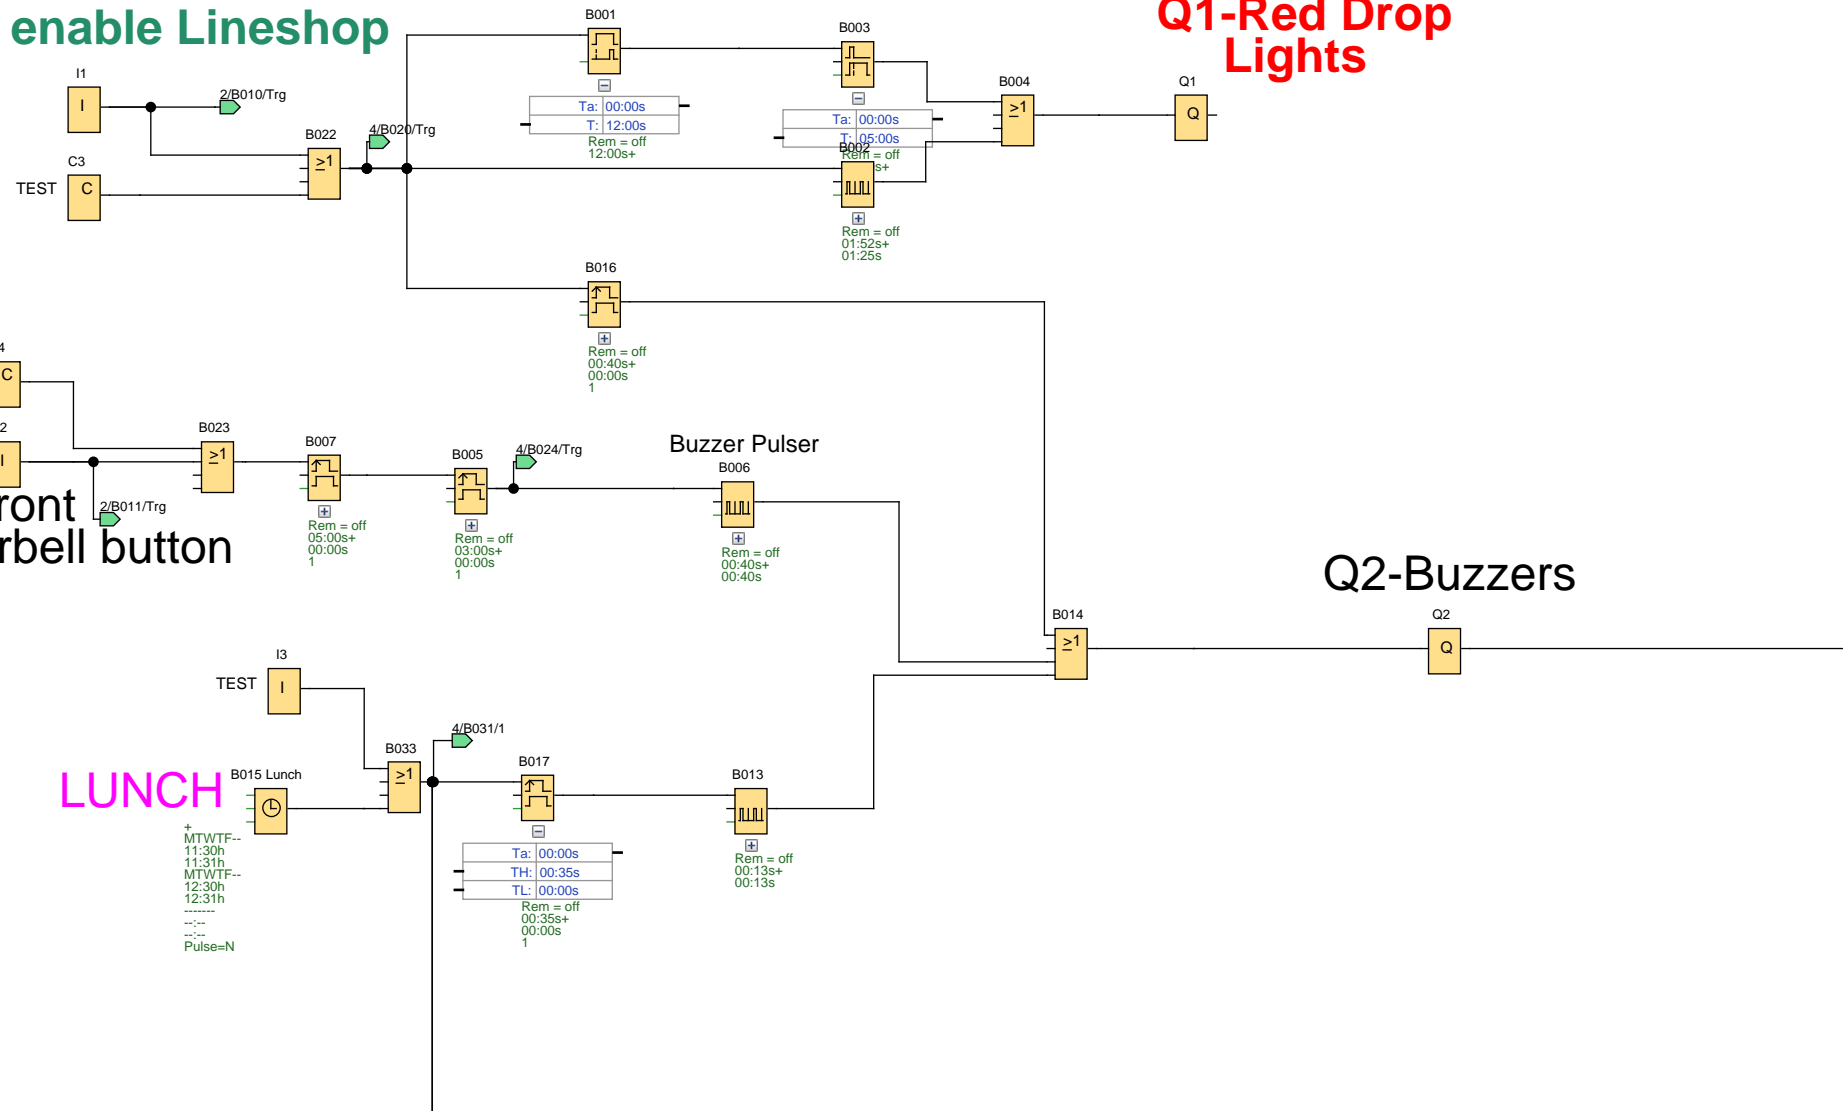 enable Lineshop
Q1-Red Drop
Lights
B001
B003
B004
Q1
Q
I1
I
2/B010/Trg
4/B020/Trg
B022
≥1
≥1
Ta: 00:00s
T: 12:00s
Rem = off
12:00s+
Ta: 00:00s
T: 05:00s
Rem = off
s+
B002
C3
TEST
C
Rem = off
01:52s+
01:25s
B016
Rem = off
00:40s+
00:00s
1
4
C
2
I
B023
≥1
B007
B005
4/B024/Trg
Buzzer Pulser
B006
ront
2/B011/Trg
rbell button
Rem = off
05:00s+
00:00s
1
Rem = off
03:00s+
00:00s
1
Rem = off
00:40s+
00:40s
Q2-Buzzers
B014
≥1
Q2
Q
I3
TEST
I
4/B031/1
B033
≥1
LUNCH
B015 Lunch
B017
B013
+
MTWTF--
11:30h
11:31h
MTWTF--
12:30h
12:31h
-------
--:--
--:--
Pulse=N
Ta: 00:00s
TH: 00:35s
TL: 00:00s
Rem = off
00:35s+
00:00s
1
Rem = off
00:13s+
00:13s